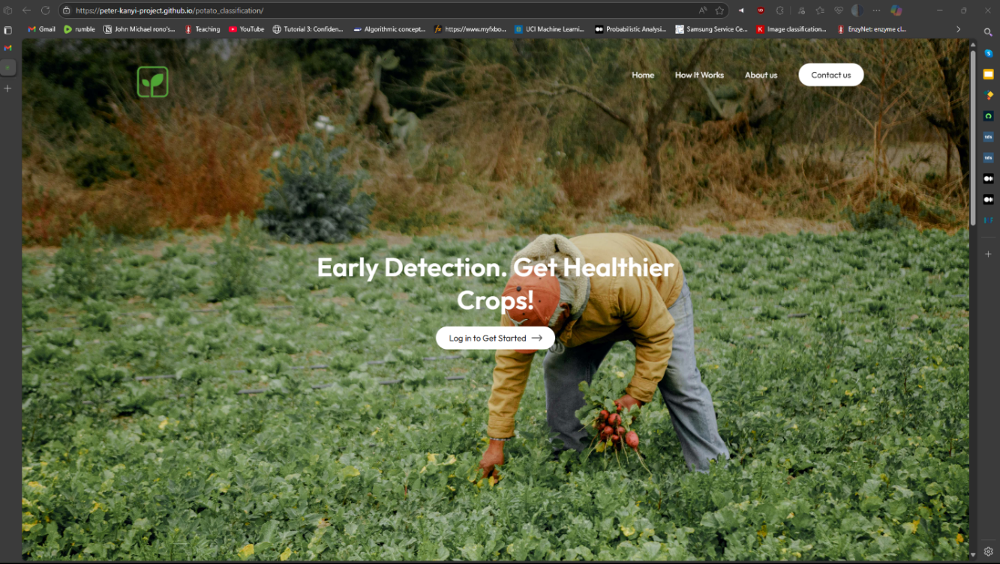 https://peter-kanyi-project.github.io/potato_classification/
Gmail
rumble
John Michael rono's...
Teaching
YouTube
Tutorial 3: Confiden...
Algorithmic concept...
https://www.myfxbo...
UCI Machine Learni...
Probabilistic Analysi...
Samsung Service Ce...
Image classification...
EnzyNet: enzyme cl...
Home
How It Works
About us
Contact us
Early Detection. Get Healthier
Crops!
Log in to Get Started